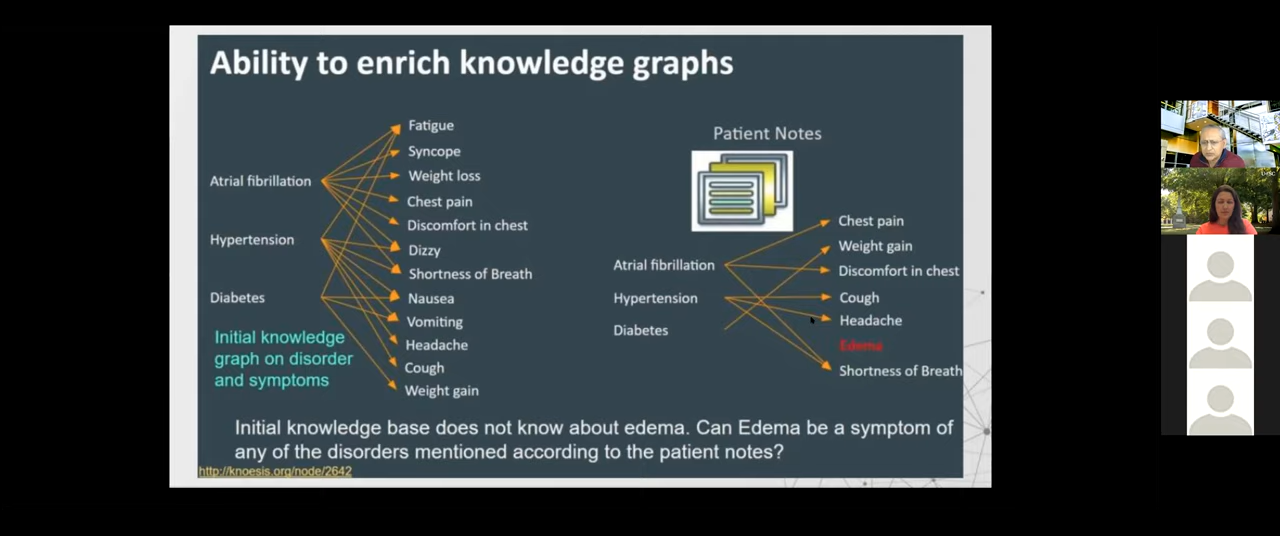 Ability to enrich knowledge graphs
Atrial fibrillation
Hypertension
Diabetes
Initial knowledge
graph on disorder
and symptoms
Fatigue
Syncope
Weight loss
Chest pain
Discomfort in chest
Dizzy
Shortness of Breath
Nausea
Vomiting
Headache
Cough
Weight gain
Patient Notes
Atrial fibrillation
Hypertension
Diabetes
Chest pain
Weight gain
Discomfort in chest
Cough
Headache
Edema
Shortness of Breath
Initial knowledge base does not know about edema. Can Edema be a symptom of
any of the disorders mentioned according to the patient notes?
http://knoesis.org/node/2642